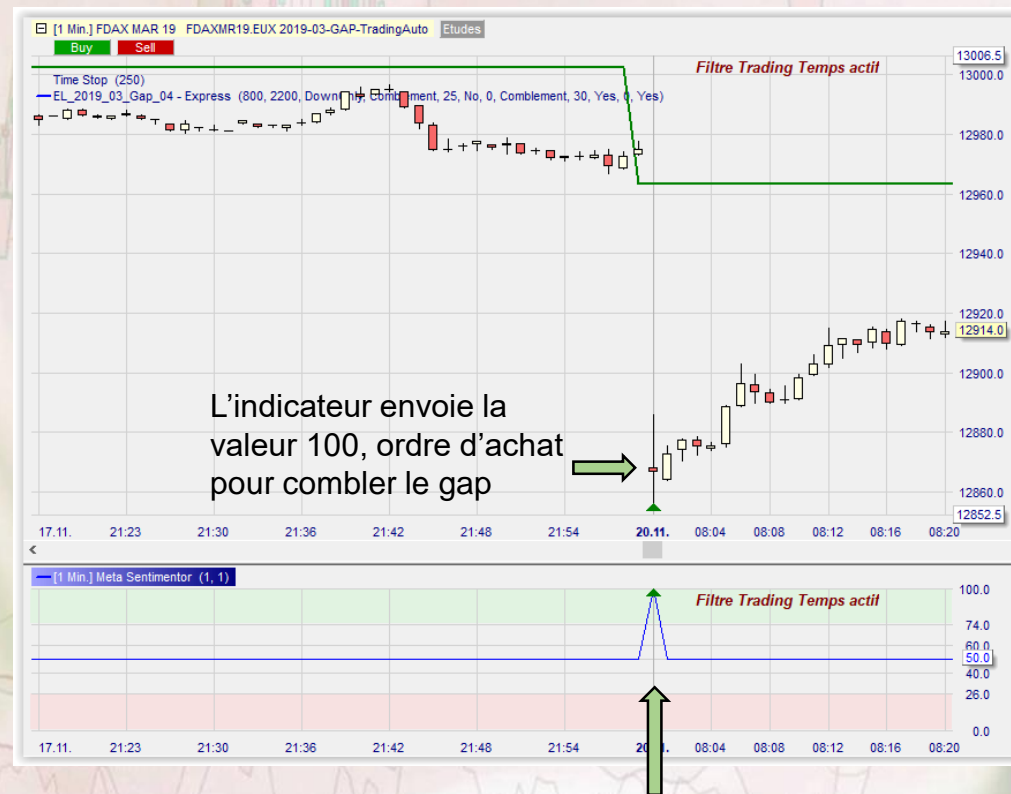 [1 Min.] FDAX MAR 19 FDAXMR19.EUX 2019-03-GAP-TradingAuto Etudes
Buy Sell
Filtre Trading Temps actif
Time Stop (250)
EL_2019_03_Gap_04 - Express (800, 2200, DownOnly, Comblement, 25, No, 0, Comblement, 30, Yes, 0, Yes)
13006.5
13000.0
12980.0
12960.0
12940.0
12920.0
12914.0
12900.0
12880.0
12860.0
12852.5
L'indicateur envoie la
valeur 100, ordre d'achat
pour combler le gap
17.11. 21:23 21:30 21:36 21:42 21:48 21:54 20.11. 08:04 08:08 08:12 08:16 08:20
[1 Min.] Meta Sentimentor (1, 1)
Filtre Trading Temps actif
100.0
74.0
60.0
50.0
40.0
26.0
0.0
17.11. 21:23 21:30 21:36 21:42 21:48 21:54 08:04 08:08 08:12 08:16 08:20